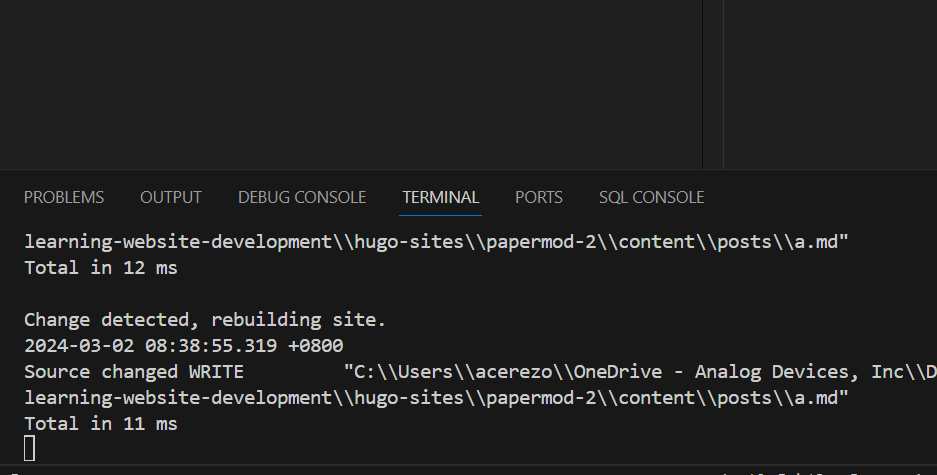 PROBLEMS OUTPUT DEBUG CONSOLE TERMINAL PORTS SQL CONSOLE
learning-website-development\\hugo-sites\\papermod-2\\content\\posts\\a.md"
Total in 12 ms
Change detected, rebuilding site.
2024-03-02 08:38:55.319 +0800
Source changed WRITE "C:\\Users\\acerezo\\OneDrive - Analog Devices, Inc\\D
learning-website-development\\hugo-sites\\papermod-2\\content\\posts\\a.md"
Total in 11 ms